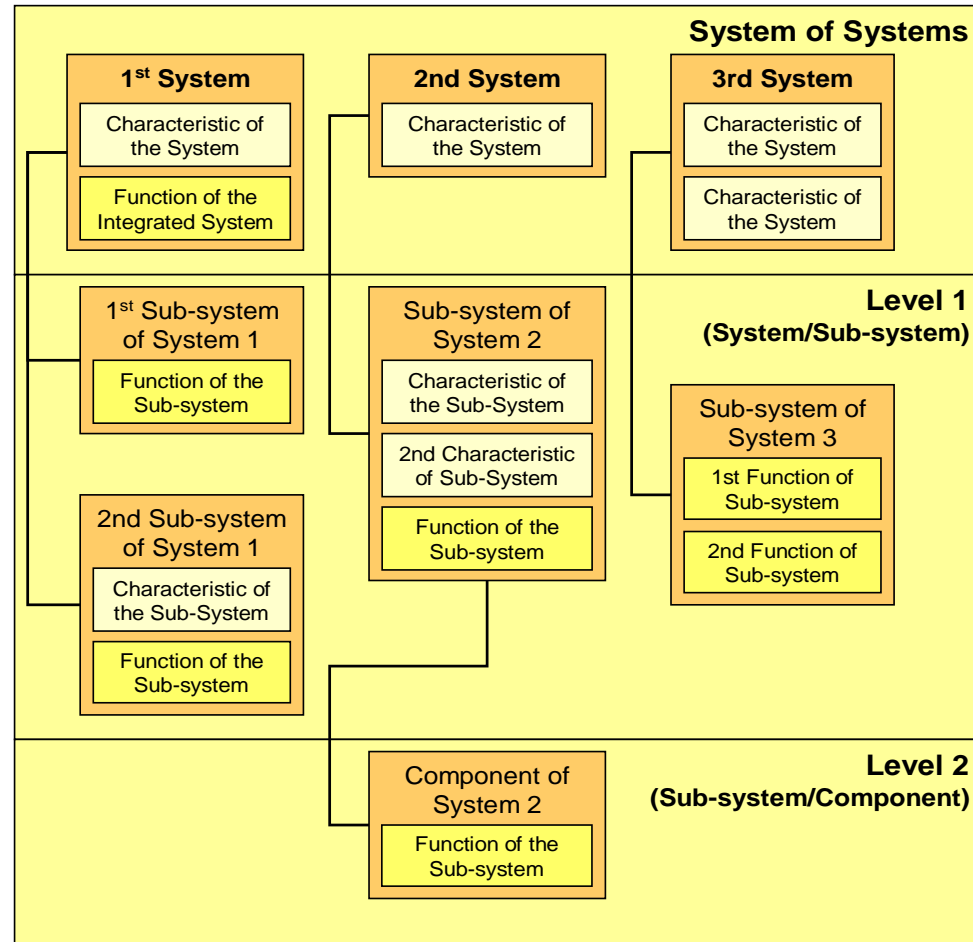 System of Systems
1st System
Characteristic of
the System
Function of the
Integrated System
2nd System
Characteristic of
the System
3rd System
Characteristic of
the System
Characteristic of
the System
Level 1
(System/Sub-system)
1st Sub-system
of System 1
Function of the
Sub-system
2nd Sub-system
of System 1
Characteristic of
the Sub-System
Function of the
Sub-system
Sub-system of
System 2
Characteristic of
the Sub-System
2nd Characteristic
of Sub-System
Function of the
Sub-system
Sub-system of
System 3
1st Function of
Sub-system
2nd Function of
Sub-system
Level 2
(Sub-system/Component)
Component of
System 2
Function of the
Sub-system